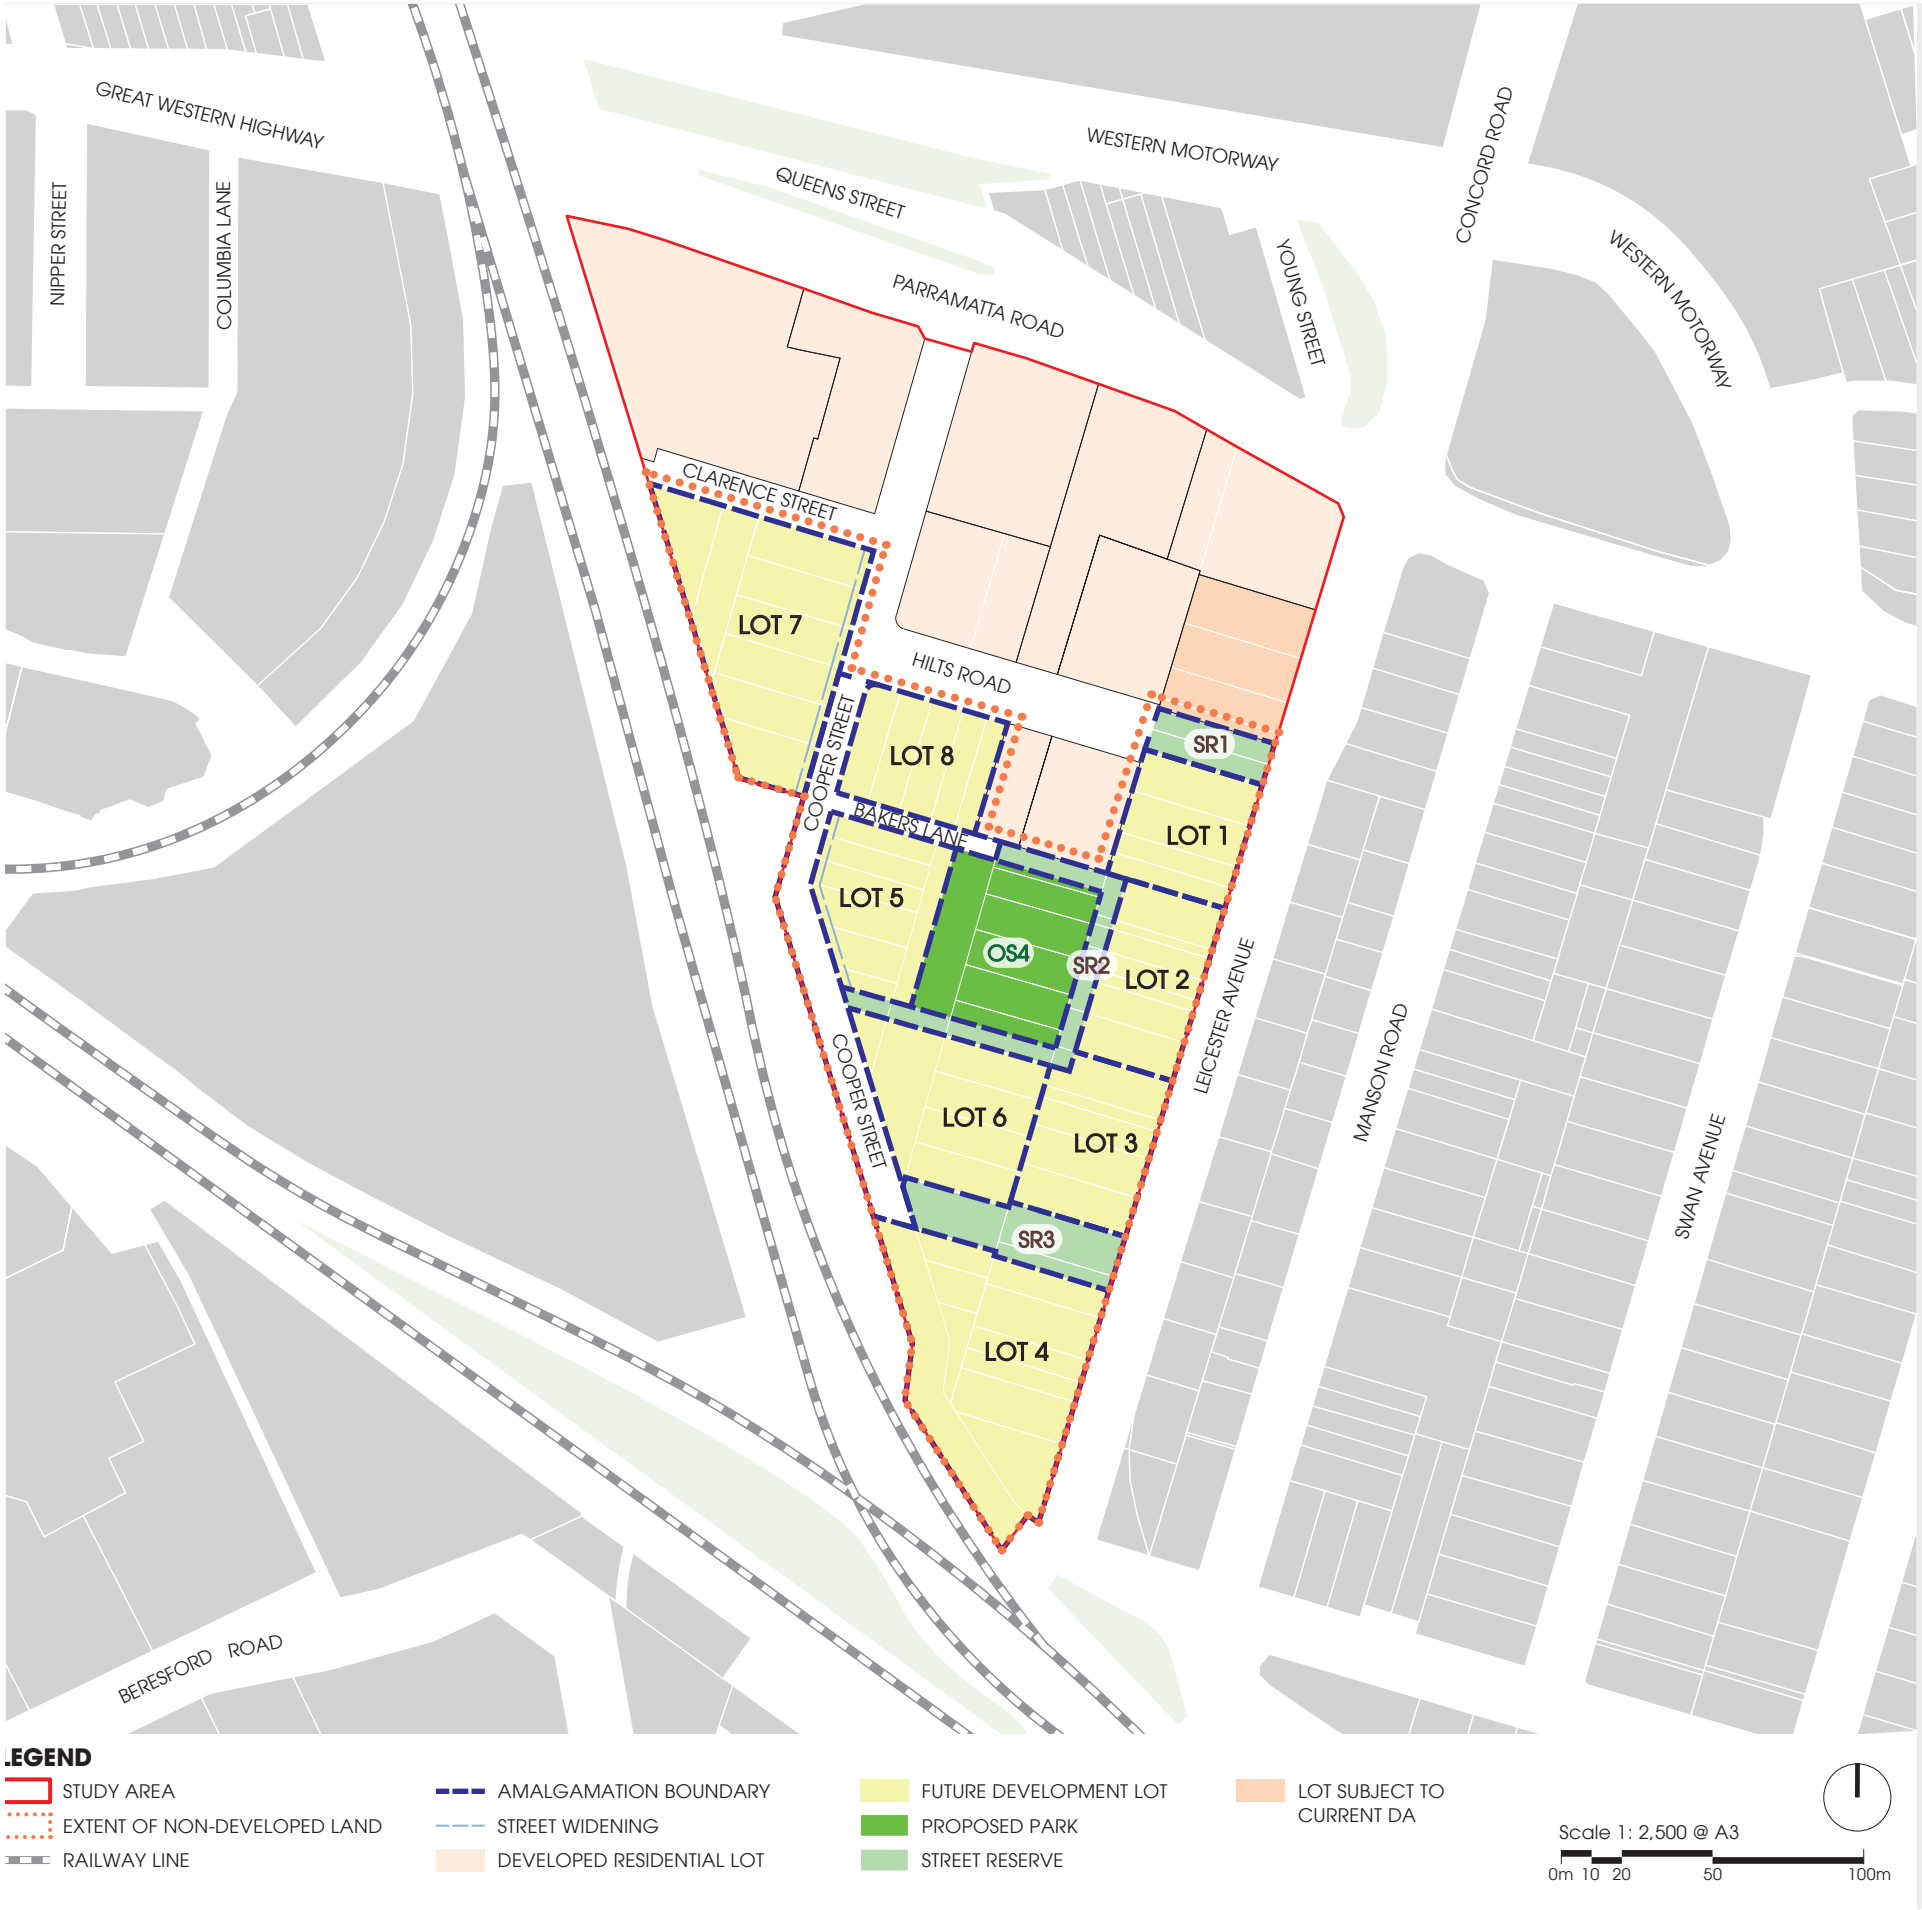 GREAT WESTERN HIGHWAY
WESTERN MOTORWAY
CONCORD ROAD
NIPPER STREET
COLUMBIA LANE
QUEENS STREET
WESTERN MOTORWAY
YOUNG STREET
PARRAMATTA ROAD
CLARENCE STREET
LOT 7
HILTS ROAD
COOPER STREET
LOT 8
SR1
BAKERS LANE
LOT 1
LOT 5
OS4
SR2
LOT 2
LEICESTER AVENUE
MANSON ROAD
COOPER STREET
LOT 6
LOT 3
SWAN AVENUE
SR3
LOT 4
BERESFORD ROAD
LEGEND
STUDY AREA
EXTENT OF NON-DEVELOPED LAND
RAILWAY LINE
AMALGAMATION BOUNDARY
STREET WIDENING
DEVELOPED RESIDENTIAL LOT
FUTURE DEVELOPMENT LOT
PROPOSED PARK
STREET RESERVE
LOT SUBJECT TO
CURRENT DA
Scale 1: 2,500 @ A3
0m 10 20 50 100m